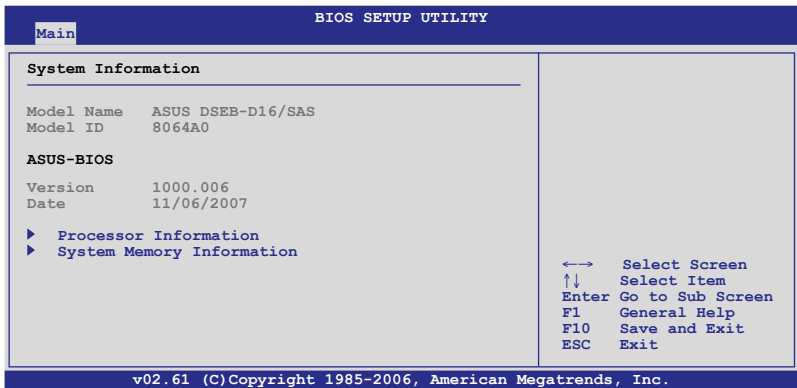 BIOS SETUP UTILITY
Main
System Information
Model Name ASUS DSEB-D16/SAS
Model ID 8064A0
ASUS-BIOS
Version 1000.006
Date 11/06/2007
Processor Information
System Memory Information
←→ Select Screen
↑↓ Select Item
Enter Go to Sub Screen
F1 General Help
F10 Save and Exit
ESC Exit
v02.61 (C)Copyright 1985-2006, American Megatrends, Inc.